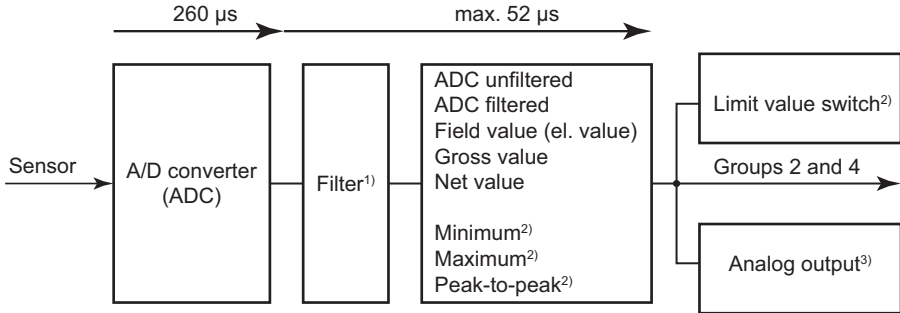 260 µs
max. 52 µs
Sensor
A/D converter
(ADC)
Filter1)
ADC unfiltered
ADC filtered
Field value (el. value)
Gross value
Net value
Minimum2)
Maximum2)
Peak-to-peak2)
Limit value switch2)
Groups 2 and 4
Analog output3)